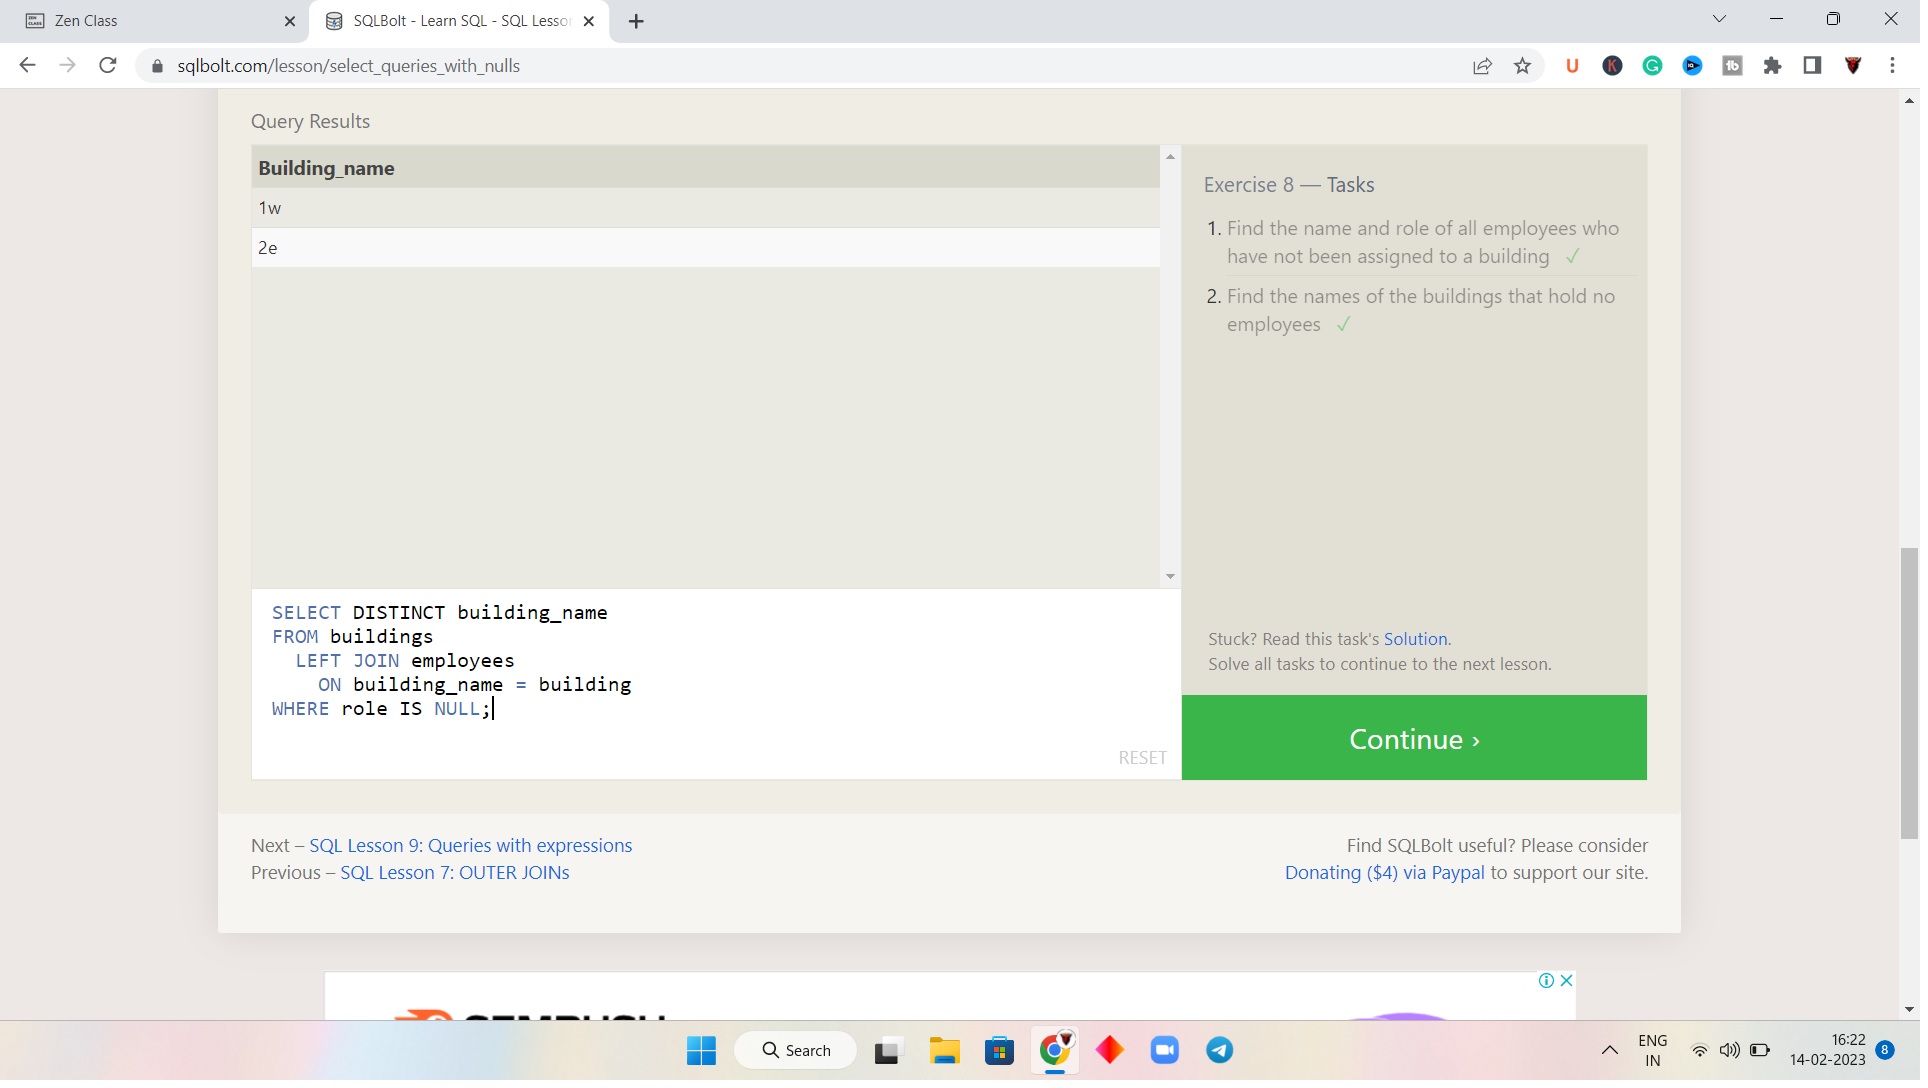 Zen Class
SQLBolt - Learn SQL - SQL Lesso
sqlbolt.com/lesson/select_queries_with_nulls
Query Results
Building_name
1w
2e
Exercise 8 — Tasks
1. Find the name and role of all employees who
have not been assigned to a building ✓
2. Find the names of the buildings that hold no
employees ✓
SELECT DISTINCT building_name
FROM buildings
LEFT JOIN employees
ON building_name = building
WHERE role IS NULL;
RESET
Stuck? Read this task's Solution.
Solve all tasks to continue to the next lesson.
Continue ›
Next – SQL Lesson 9: Queries with expressions
Previous – SQL Lesson 7: OUTER JOINs
Find SQLBolt useful? Please consider
Donating ($4) via Paypal to support our site.
Search
ENG
IN
16:22
14-02-2023
8